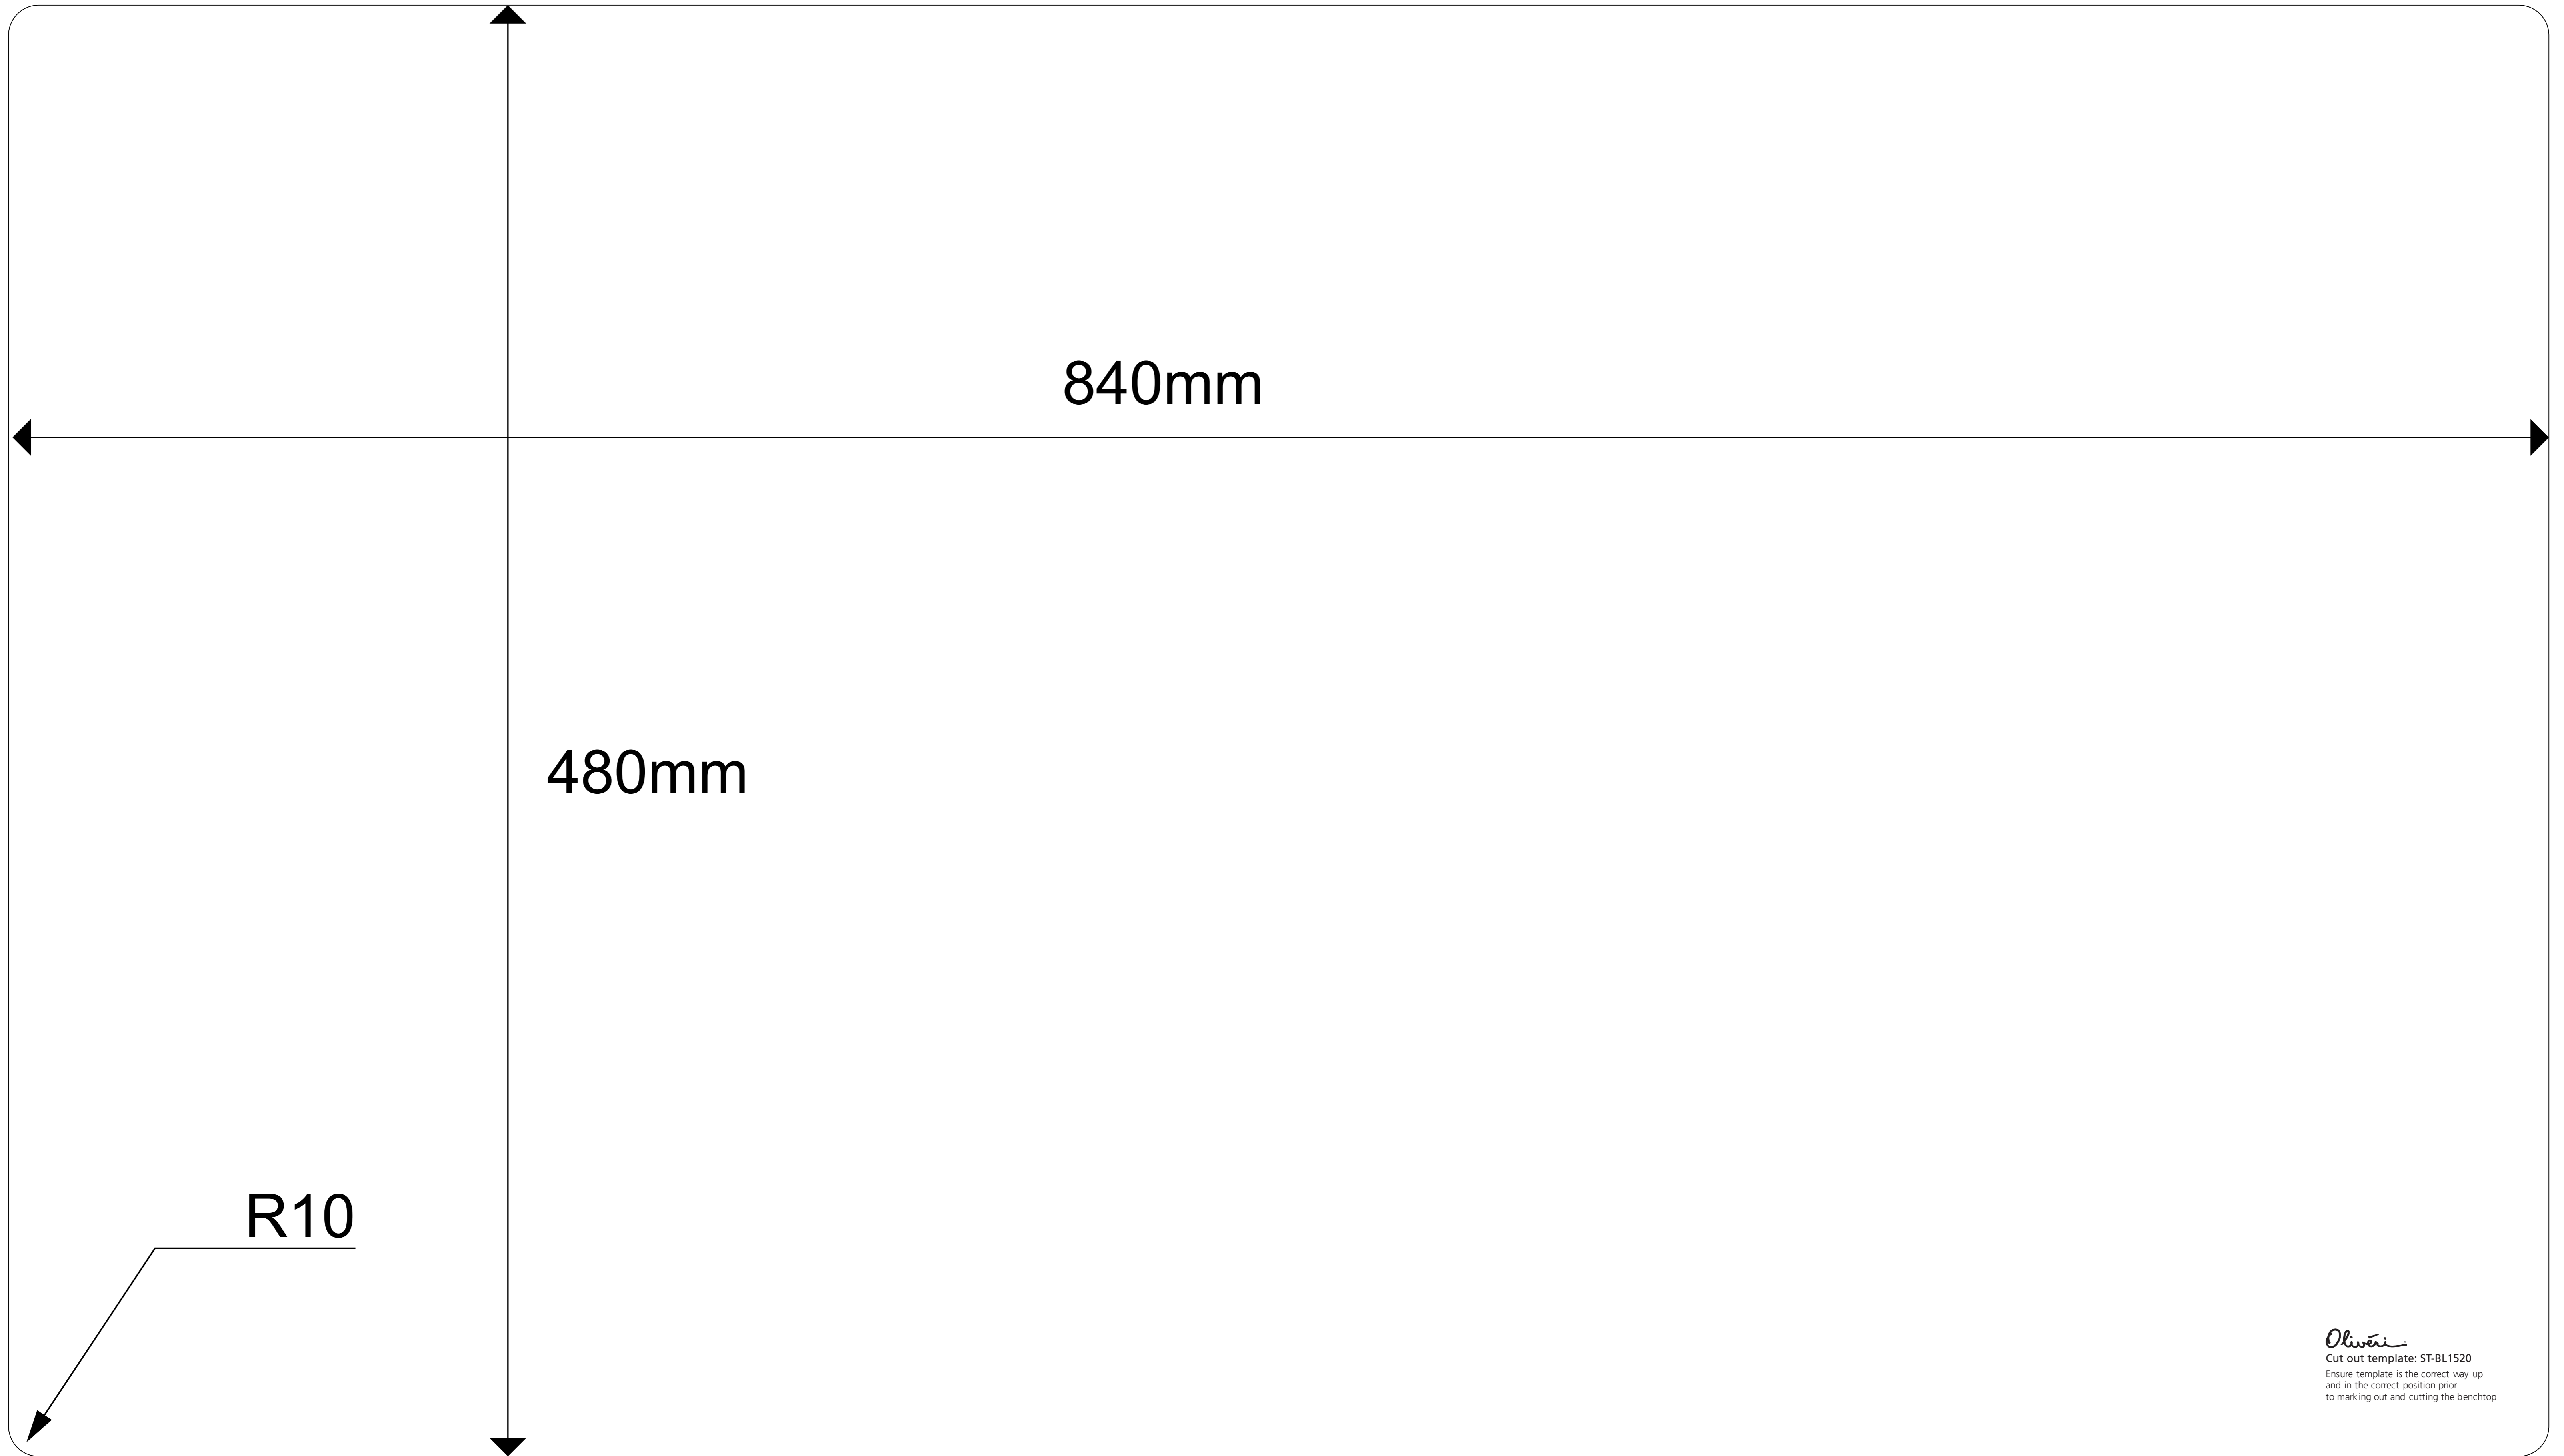 840mm
480mm
R10
Olivéri
Cut out template: ST-BL1520
Ensure template is the correct way up
and in the correct position prior
to marking out and cutting the benchtop